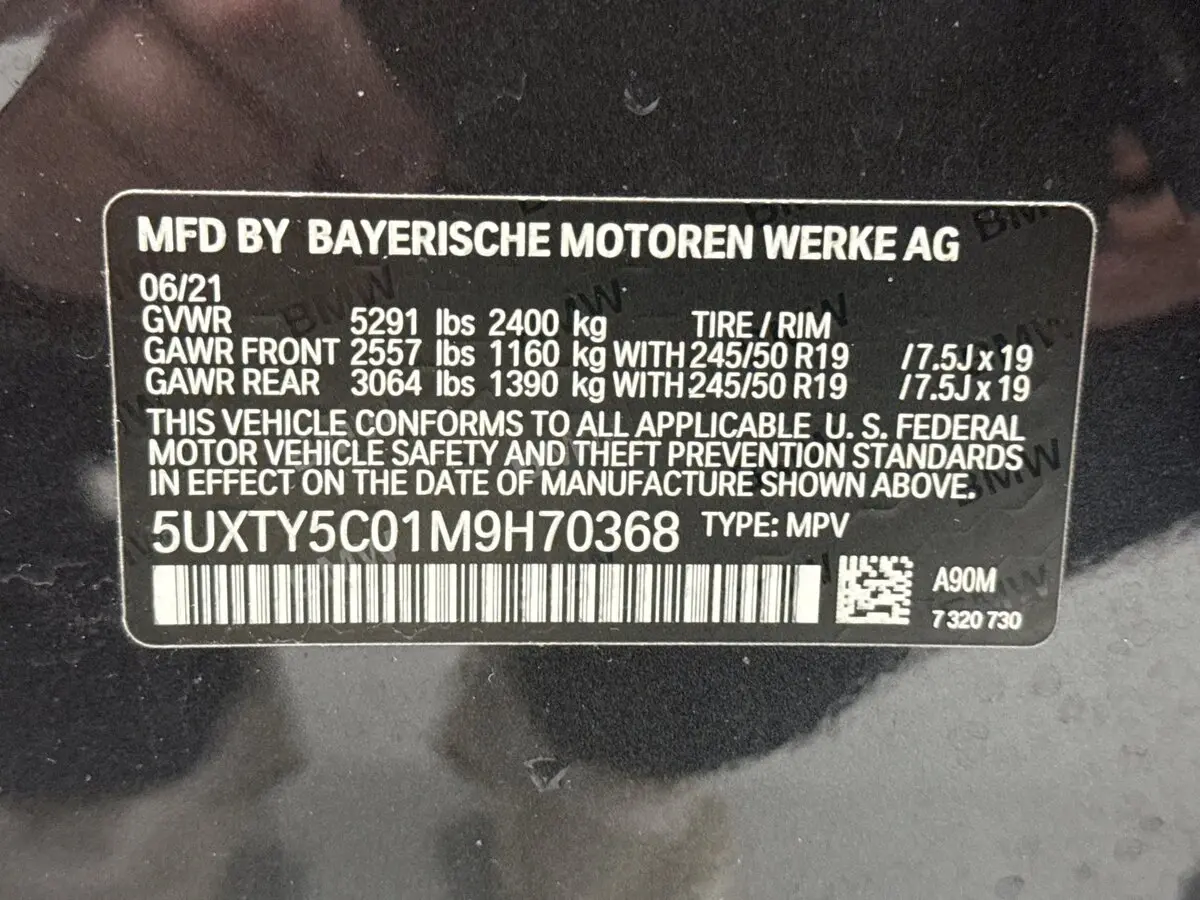 MFD BY BAYERISCHE MOTOREN WERKE AG
06/21
GVWR 5291 lbs 2400 kg TIRE / RIM
GAWR FRONT 2557 lbs 1160 kg WITH 245/50 R19 /7.5J x 19
GAWR REAR 3064 lbs 1390 kg WITH 245/50 R19 /7.5J x 19
THIS VEHICLE CONFORMS TO ALL APPLICABLE U. S. FEDERAL
MOTOR VEHICLE SAFETY AND THEFT PREVENTION STANDARDS
IN EFFECT ON THE DATE OF MANUFACTURE SHOWN ABOVE.
5UXTY5C01M9H70368 TYPE: MPV
A90M
7 320 730